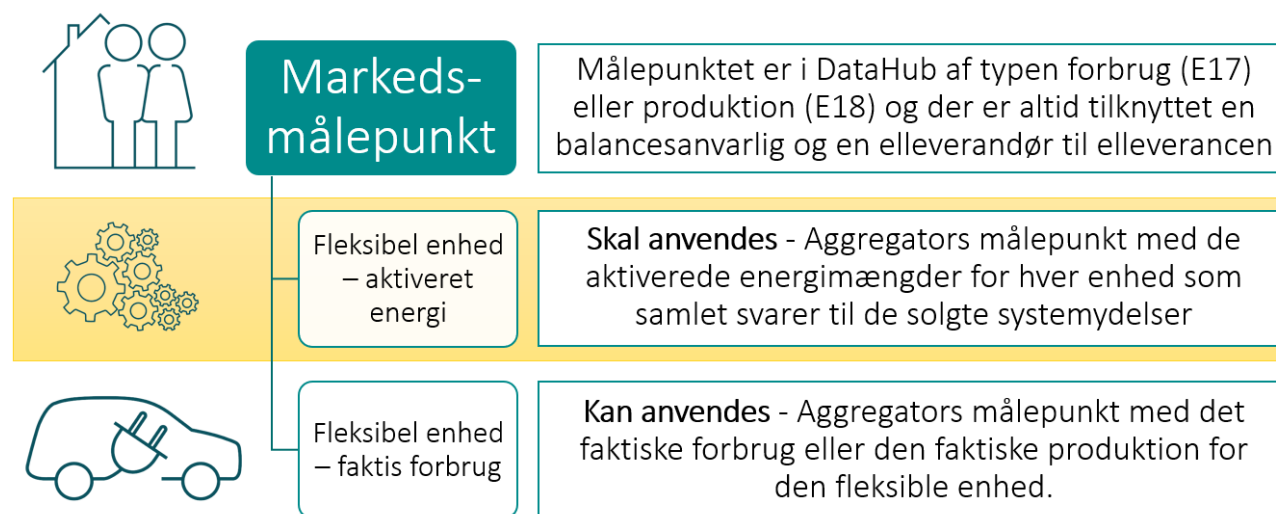 Markeds-
målepunkt
Målepunktet er i DataHub af typen forbrug (E17)
eller produktion (E18) og der er altid tilknyttet en
balancesanvarlig og en elleverandør til elleverancen
Fleksibel enhed
– aktiveret
energi
Skal anvendes - Aggregators målepunkt med de
aktiverede energimængder for hver enhed som
samlet svarer til de solgte systemydelser
Fleksibel enhed
– faktis forbrug
Kan anvendes - Aggregators målepunkt med det
faktiske forbrug eller den faktiske produktion for
den fleksible enhed.